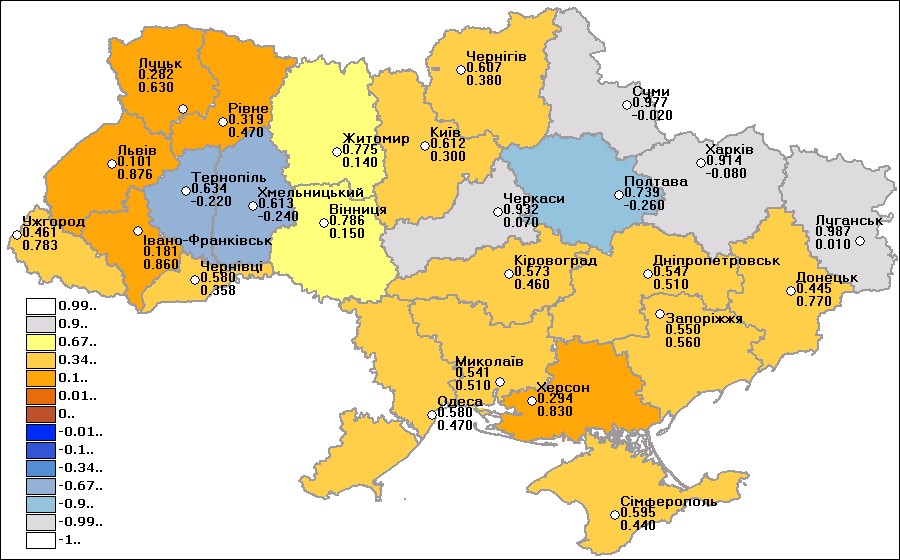 Луцьк
0.282
0.630
Рівне
0.319
0.470
Чернігів
0.607
0.380
Суми
0.977
-0.020
Житомир
0.775
0.140
Київ
0.612
0.300
Львів
0.101
0.876
Тернопіль
0.634
-0.220
Хмельницький
0.613
-0.240
Вінниця
0.786
0.150
Черкаси
0.932
0.070
Полтава
0.739
-0.260
Харків
0.914
-0.080
Луганськ
0.987
0.010
Ужгород
0.461
0.783
Івано-Франківськ
0.181
0.860
Чернівці
0.580
0.358
Кіровоград
0.573
0.460
Дніпропетровськ
0.547
0.510
Донецьк
0.445
0.770
Запоріжжя
0.550
0.560
Миколаїв
0.541
0.510
Херсон
0.294
0.830
Одеса
0.580
0.470
Сімферополь
0.595
0.440
0.99..
0.9..
0.67..
0.34..
0.1..
0.01..
0..
-0.01..
-0.1..
-0.34..
-0.67..
-0.9..
-0.99..
-1..